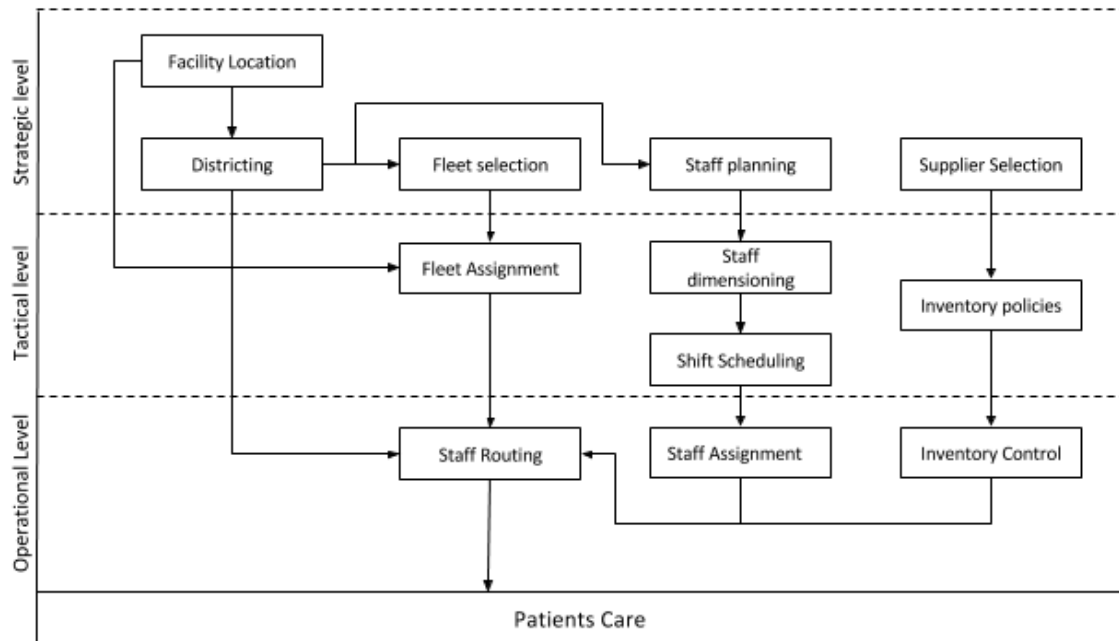 Strategic level
Facility Location
Districting
Fleet selection
Staff planning
Supplier Selection
Tactical level
Fleet Assignment
Staff
dimensioning
Inventory policies
Shift Scheduling
Operational Level
Staff Routing
Staff Assignment
Inventory Control
Patients Care